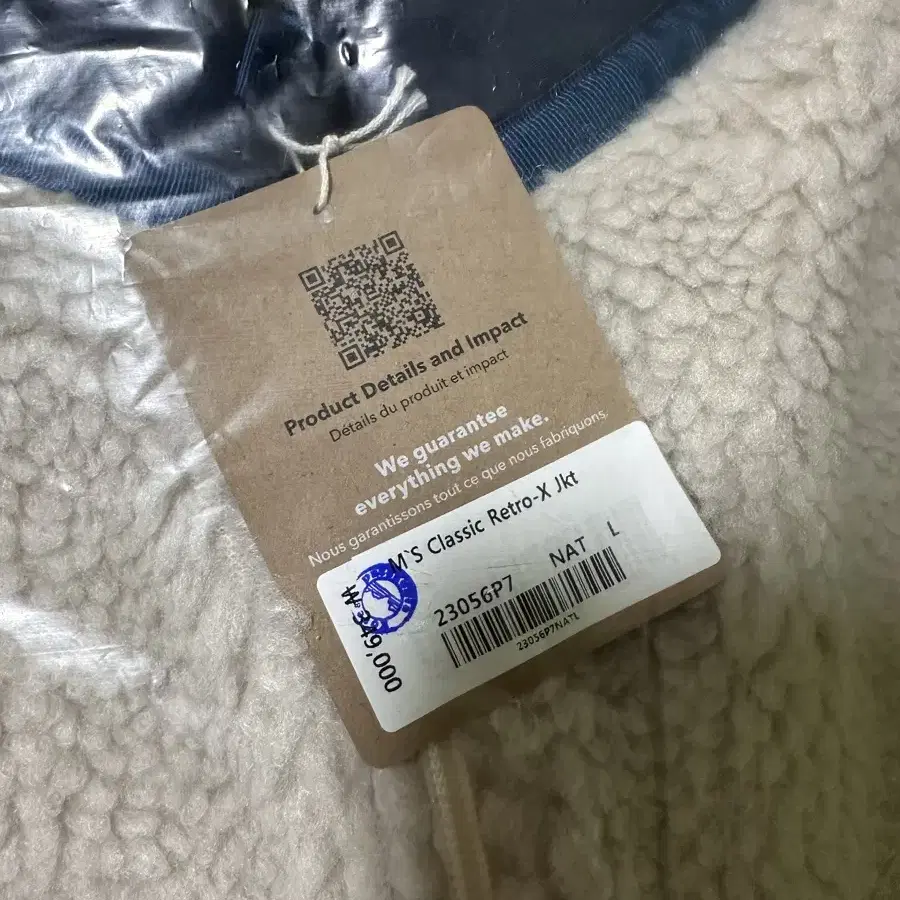 Product Details and Impact
Détails du produit et impact
We guarantee
everything we make.
Nous garantissons tout ce que nous fabriquons.
M`S Classic Retro-X Jkt
23056P7 NAT L
23056P7NATL
₩ 349,000